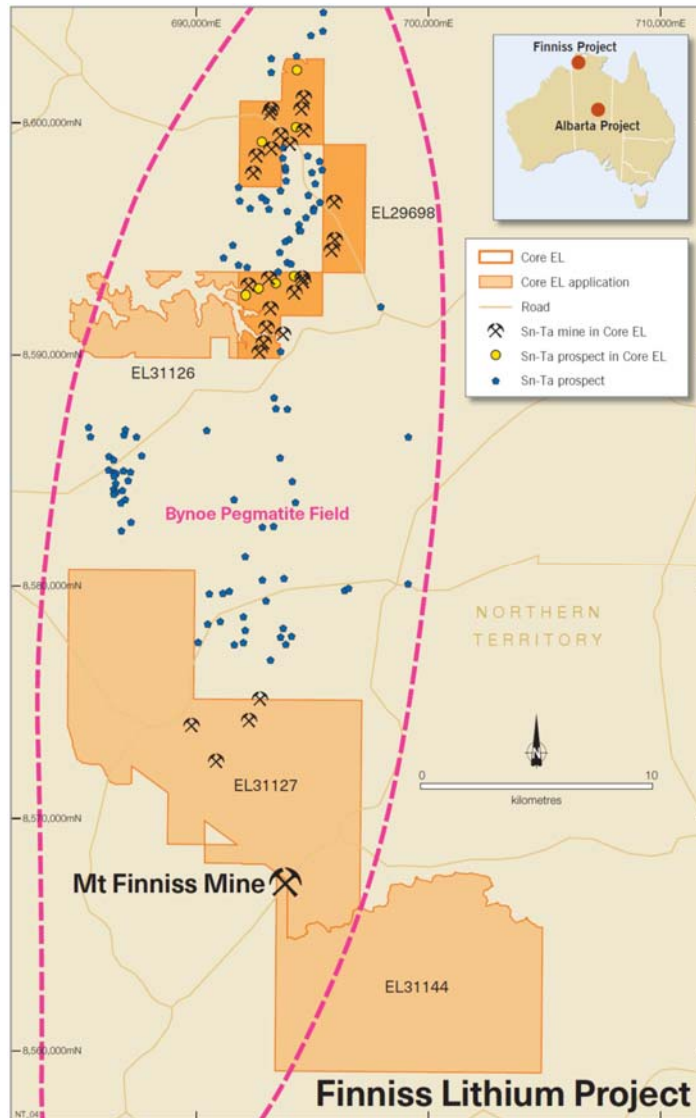 690,000mE
700,000mE
710,000mE
Finniss Project
Albarta Project
8,600,000mN
EL29698
Core EL
Core EL application
Road
Sn-Ta mine in Core EL
Sn-Ta prospect in Core EL
Sn-Ta prospect
8,590,000mN
EL31126
Bynoe Pegmatite Field
8,580,000mN
NORTHERN
TERRITORY
N
0
10
kilometres
EL31127
8,570,000mN
Mt Finniss Mine
EL31144
8,560,000mN
Finniss Lithium Project